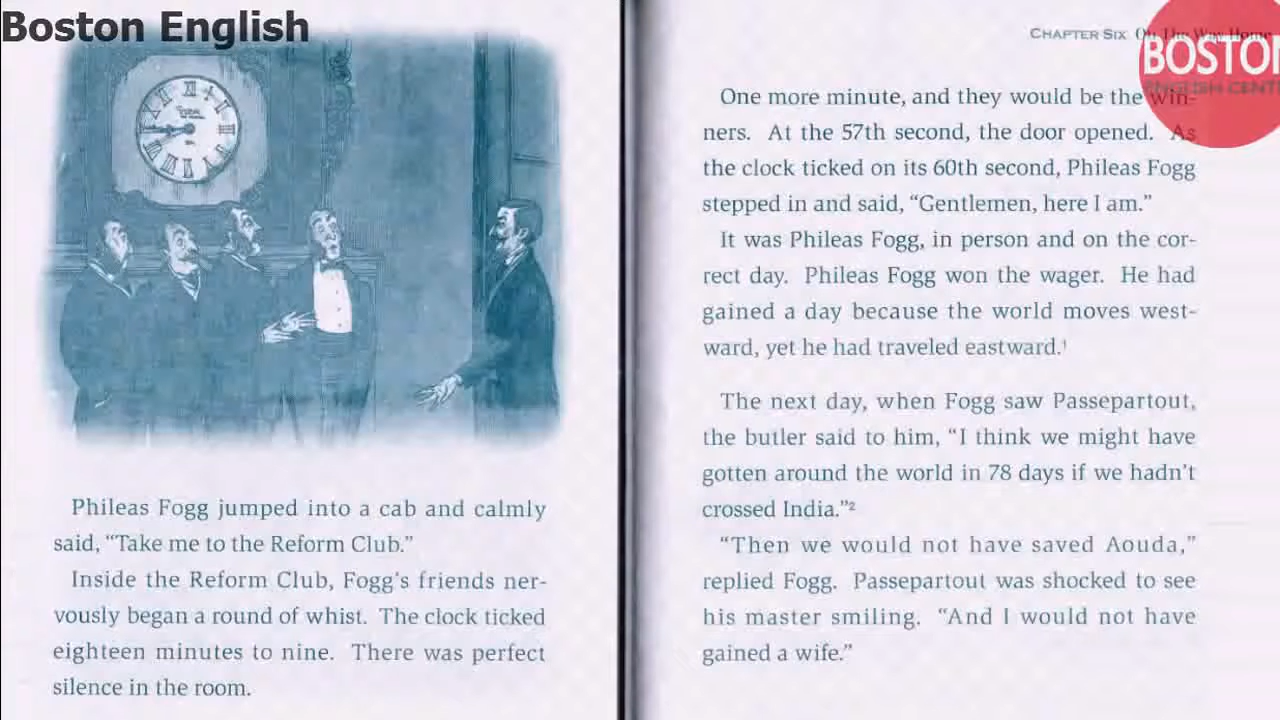 Boston English
Phileas Fogg jumped into a cab and calmly
said, “Take me to the Reform Club.”
Inside the Reform Club, Fogg’s friends ner-
vously began a round of whist. The clock ticked
eighteen minutes to nine. There was perfect
silence in the room.
CHAPTER SIX On The Way Home
BOSTON
ENGLISH CENT
One more minute, and they would be the win-
ners. At the 57th second, the door opened. As
the clock ticked on its 60th second, Phileas Fogg
stepped in and said, “Gentlemen, here I am.”
It was Phileas Fogg, in person and on the cor-
rect day. Phileas Fogg won the wager. He had
gained a day because the world moves west-
ward, yet he had traveled eastward.¹
The next day, when Fogg saw Passepartout,
the butler said to him, “I think we might have
gotten around the world in 78 days if we hadn’t
crossed India.”²
“Then we would not have saved Aouda,”
replied Fogg. Passepartout was shocked to see
his master smiling. “And I would not have
gained a wife.”